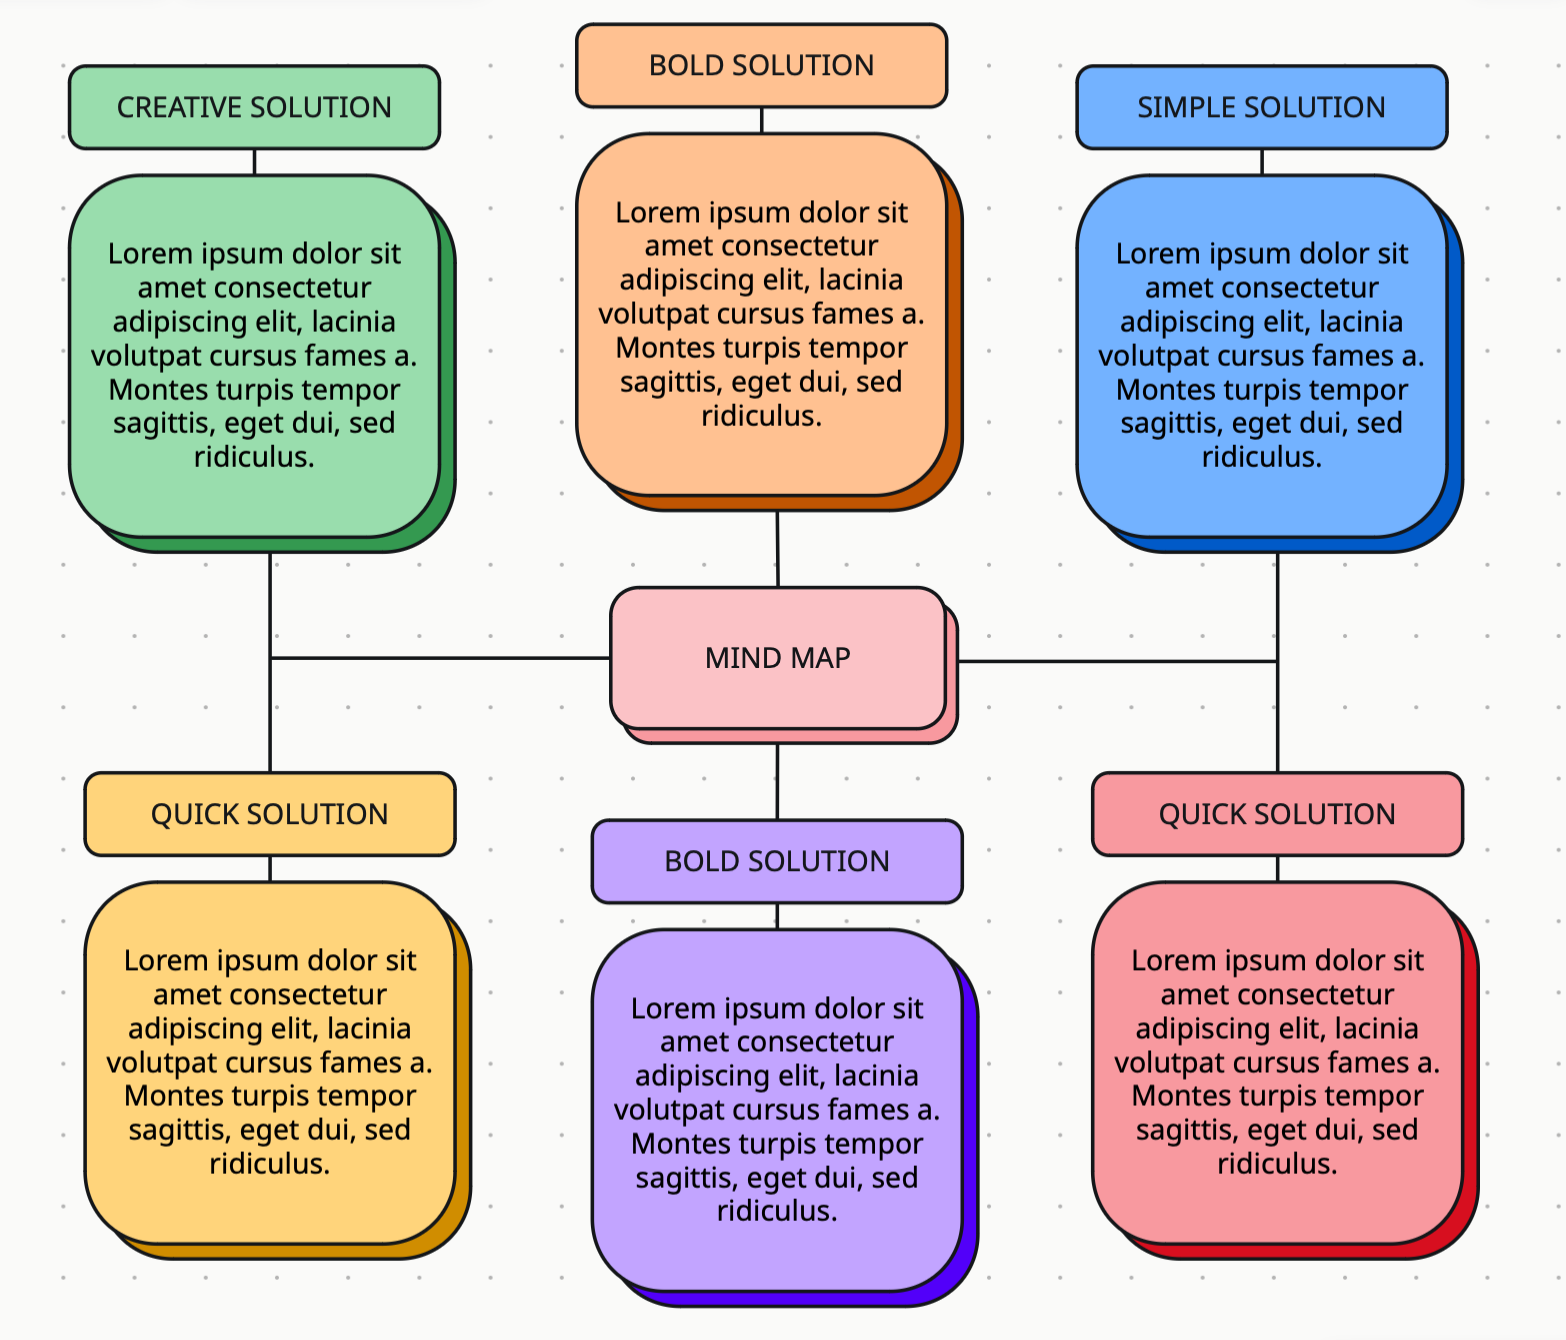 BOLD SOLUTION
CREATIVE SOLUTION
SIMPLE SOLUTION
Lorem ipsum dolor sit
amet consectetur
adipiscing elit, lacinia
volutpat cursus fames a.
Montes turpis tempor
sagittis, eget dui, sed
ridiculus.
Lorem ipsum dolor sit
amet consectetur
adipiscing elit, lacinia
volutpat cursus fames a.
Montes turpis tempor
sagittis, eget dui, sed
ridiculus.
Lorem ipsum dolor sit
amet consectetur
adipiscing elit, lacinia
volutpat cursus fames a.
Montes turpis tempor
sagittis, eget dui, sed
ridiculus.
MIND MAP
QUICK SOLUTION
BOLD SOLUTION
QUICK SOLUTION
Lorem ipsum dolor sit
amet consectetur
adipiscing elit, lacinia
volutpat cursus fames a.
Montes turpis tempor
sagittis, eget dui, sed
ridiculus.
Lorem ipsum dolor sit
amet consectetur
adipiscing elit, lacinia
volutpat cursus fames a.
Montes turpis tempor
sagittis, eget dui, sed
ridiculus.
Lorem ipsum dolor sit
amet consectetur
adipiscing elit, lacinia
volutpat cursus fames a.
Montes turpis tempor
sagittis, eget dui, sed
ridiculus.